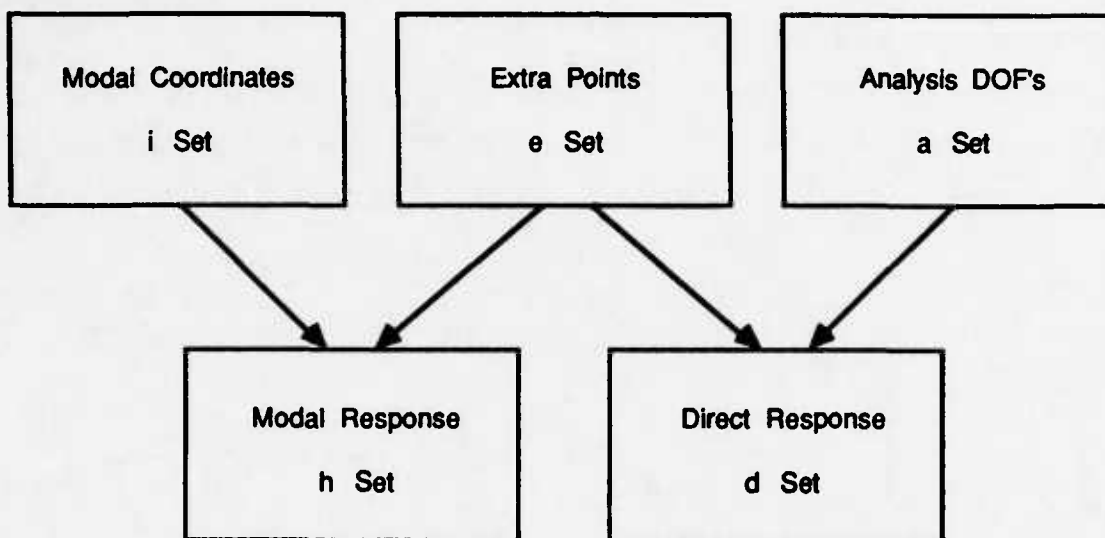 Modal Coordinates
i Set
Extra Points
e Set
Analysis DOF's
a Set
Modal Response
h Set
Direct Response
d Set